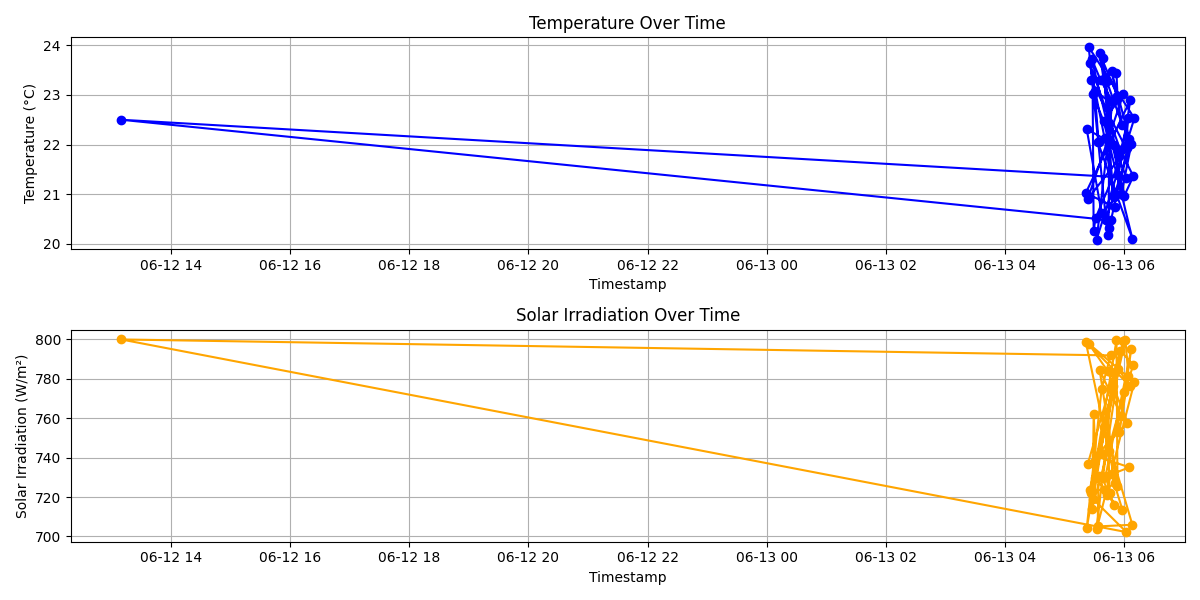 Temperature Over Time
24
23
22
21
20
Temperature (°C)
06-12 14 06-12 16 06-12 18 06-12 20 06-12 22 06-13 00 06-13 02 06-13 04 06-13 06
Timestamp
Solar Irradiation Over Time
800
780
760
740
720
700
Solar Irradiation (W/m²)
06-12 14 06-12 16 06-12 18 06-12 20 06-12 22 06-13 00 06-13 02 06-13 04 06-13 06
Timestamp